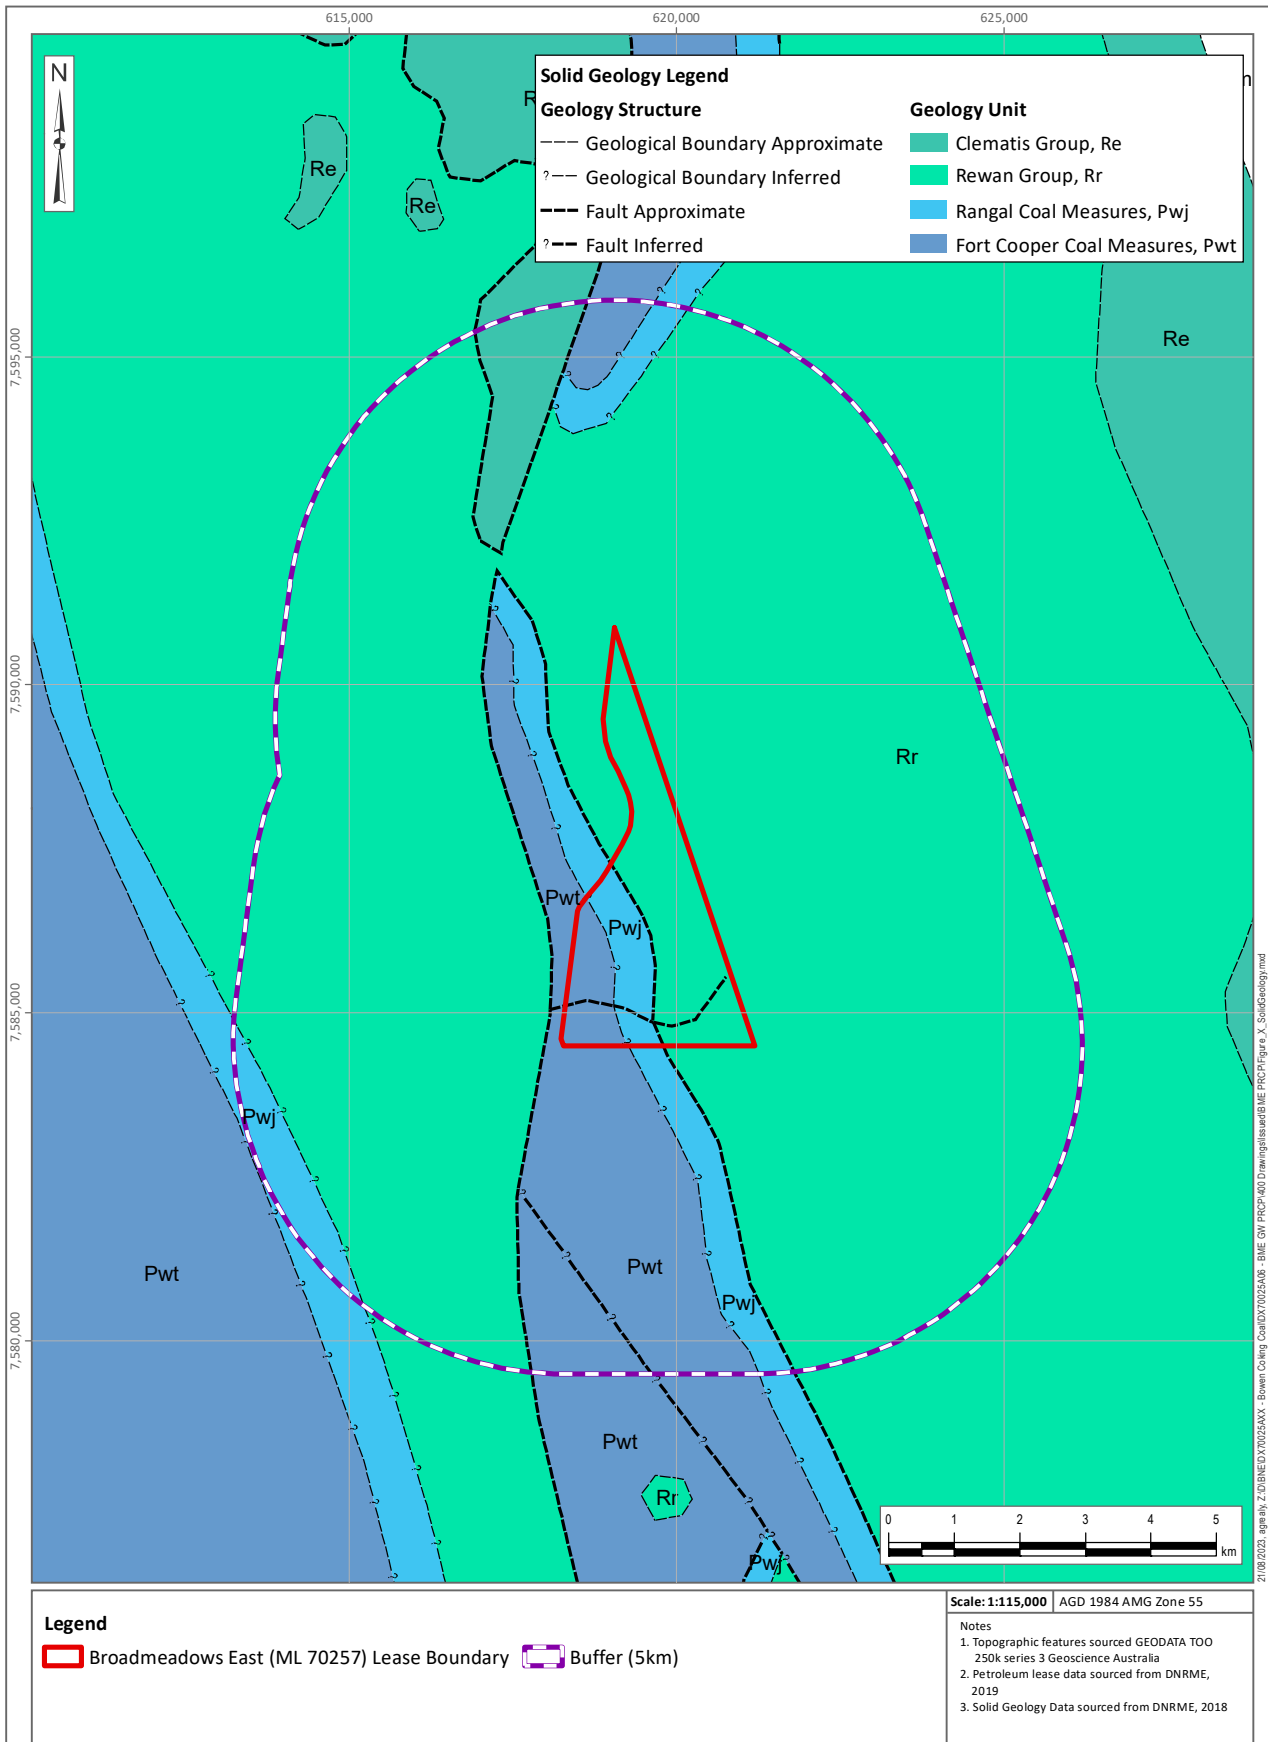 615,000
620,000
625,000
N
Solid Geology Legend
Geology Structure
Geology Unit
Geological Boundary Approximate
Clematis Group, Re
? Geological Boundary Inferred
Rewan Group, Rr
Fault Approximate
Rangal Coal Measures, Pwj
? Fault Inferred
Fort Cooper Coal Measures, Pwt
Re
Re
7,595,000
Re
7,590,000
Rr
Pwt
Pwj
7,585,000
Pwj
Pwt
Pwt
Pwj
7,580,000
Pwt
Rr
Pwj
0 1 2 3 4 5
km
Legend
Broadmeadows East (ML 70257) Lease Boundary
Buffer (5km)
Scale: 1:115,000
AGD 1984 AMG Zone 55
Notes
1. Topographic features sourced GEODATA TOO
250k series 3 Geoscience Australia
2. Petroleum lease data sourced from DNRME,
2019
3. Solid Geology Data sourced from DNRME, 2018